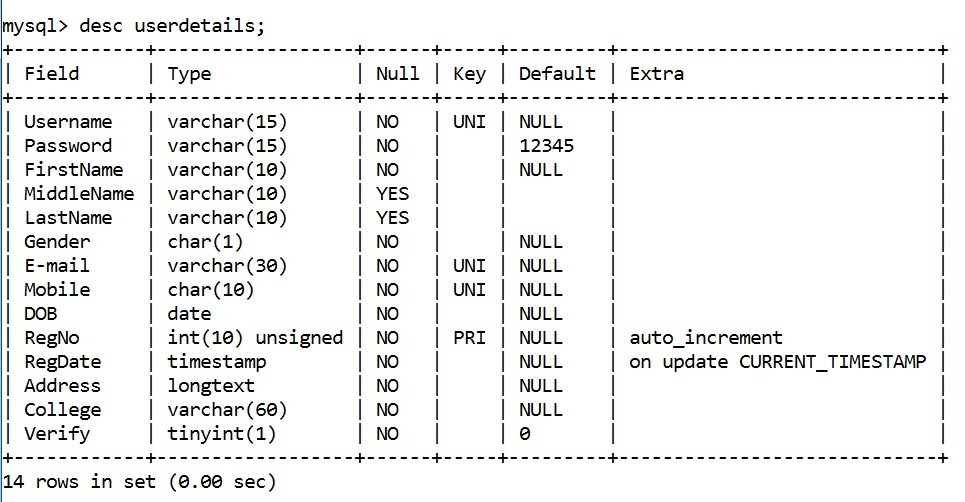 mysql> desc userdetails;
+------------+------------------+------+-----+---------+-----------------------------+
| Field      | Type             | Null | Key | Default | Extra                       |
+------------+------------------+------+-----+---------+-----------------------------+
| Username   | varchar(15)      | NO   | UNI | NULL    |                             |
| Password   | varchar(15)      | NO   |     | 12345   |                             |
| FirstName  | varchar(10)      | NO   |     | NULL    |                             |
| MiddleName | varchar(10)      | YES  |     |         |                             |
| LastName   | varchar(10)      | YES  |     |         |                             |
| Gender     | char(1)          | NO   |     | NULL    |                             |
| E-mail     | varchar(30)      | NO   | UNI | NULL    |                             |
| Mobile     | char(10)         | NO   | UNI | NULL    |                             |
| DOB        | date             | NO   |     | NULL    |                             |
| RegNo      | int(10) unsigned | NO   | PRI | NULL    | auto_increment              |
| RegDate    | timestamp        | NO   |     | NULL    | on update CURRENT_TIMESTAMP |
| Address    | longtext         | NO   |     | NULL    |                             |
| College    | varchar(60)      | NO   |     | NULL    |                             |
| Verify     | tinyint(1)       | NO   |     | 0       |                             |
+------------+------------------+------+-----+---------+-----------------------------+
14 rows in set (0.00 sec)